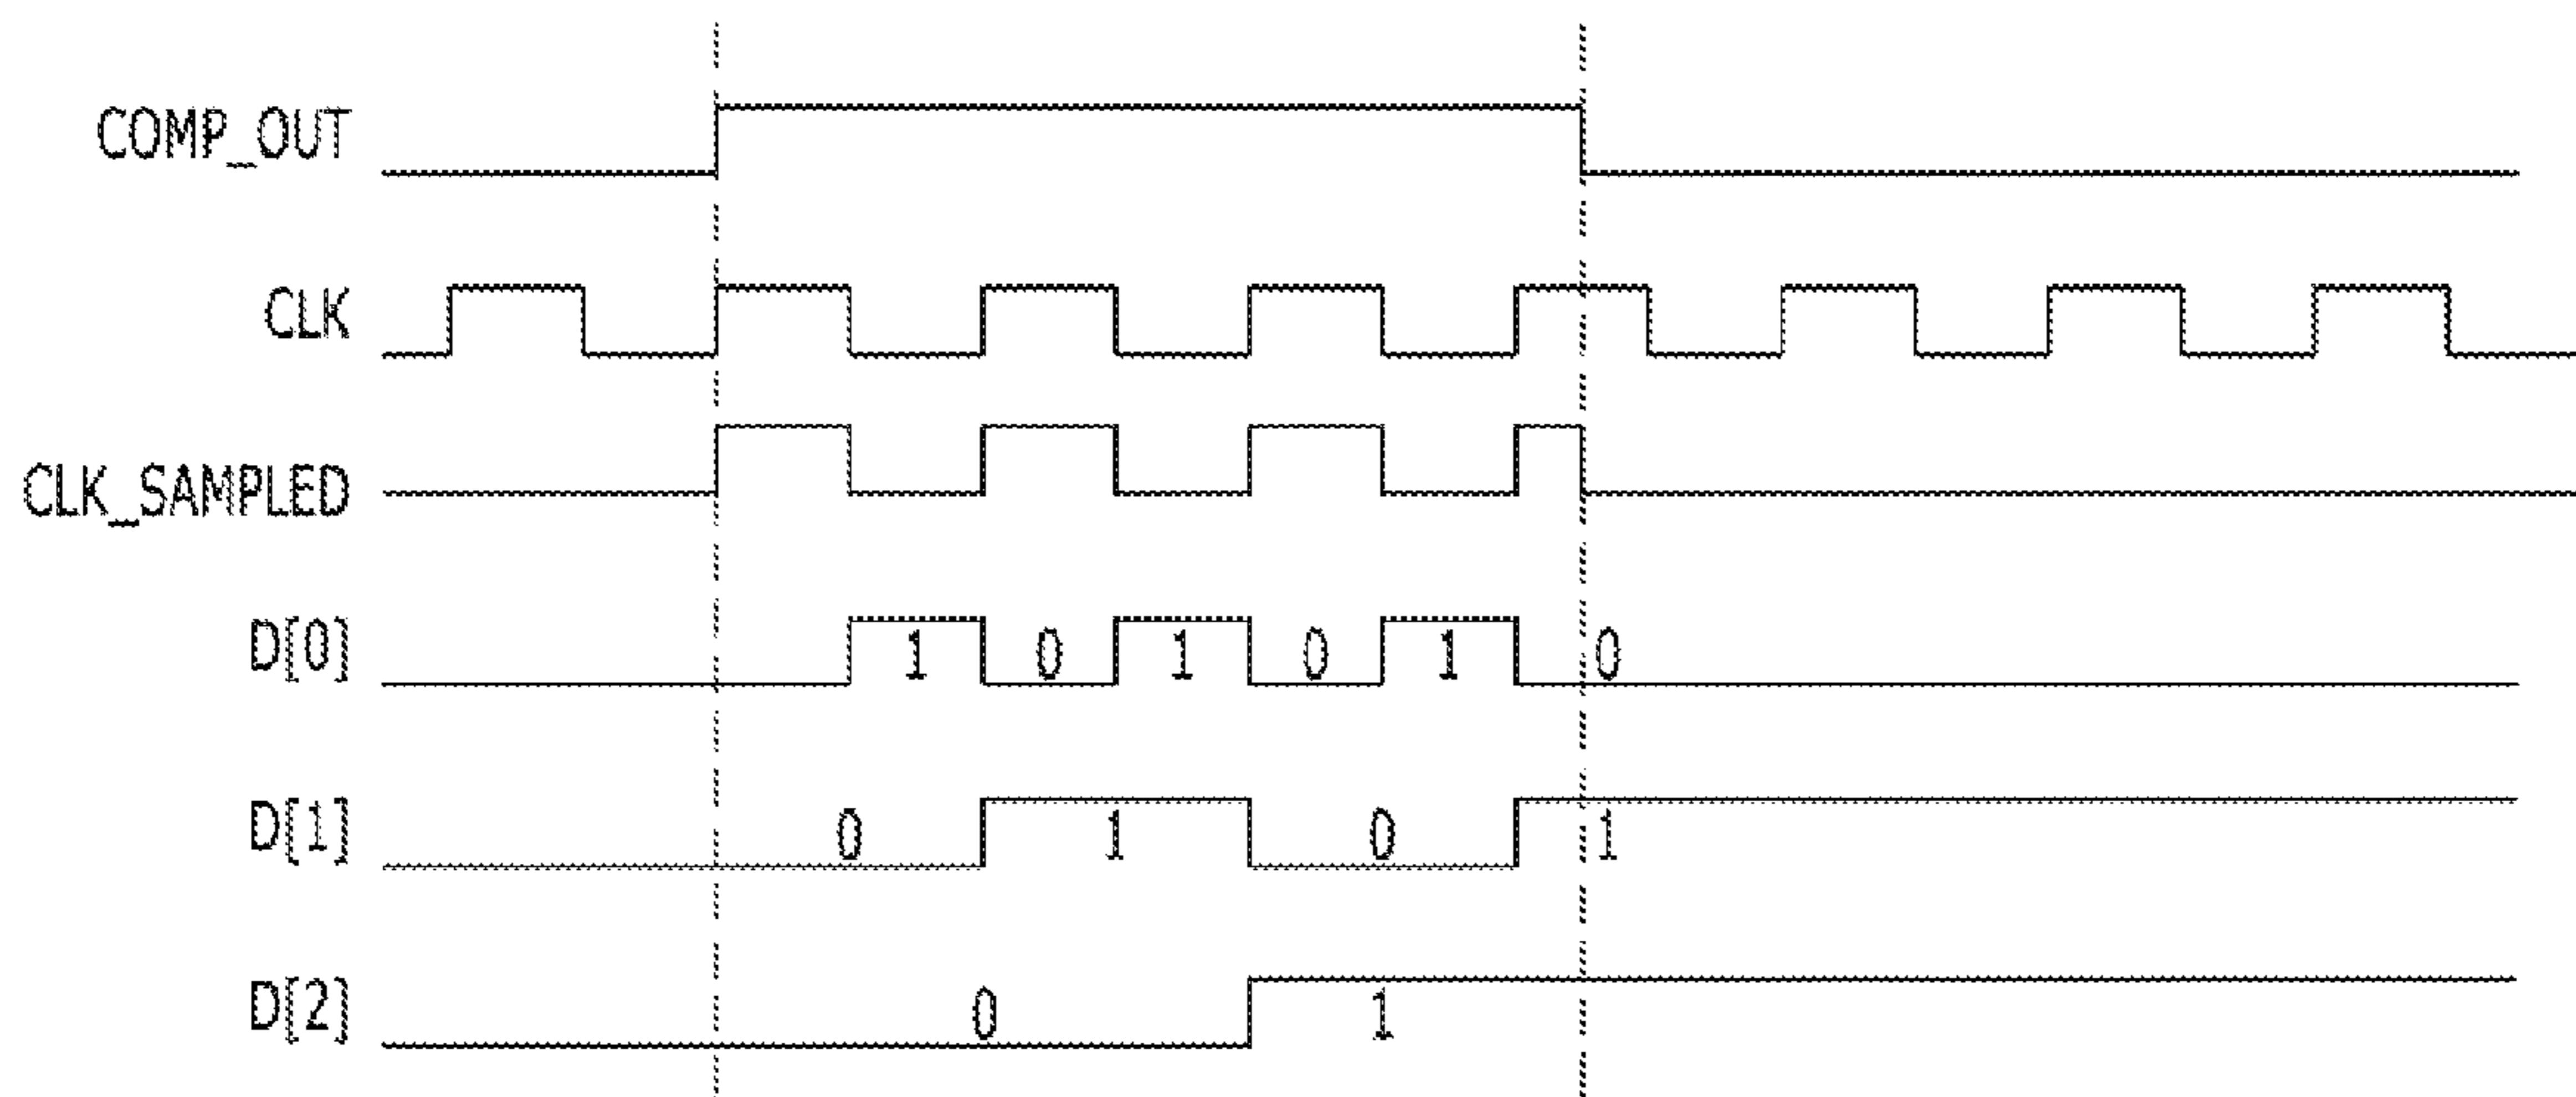 COMP_OUT
CLK
CLK_SAMPLED
D[0] 1 0 1 0 1 0
D[1] 0 1 0 1
D[2] 0 1